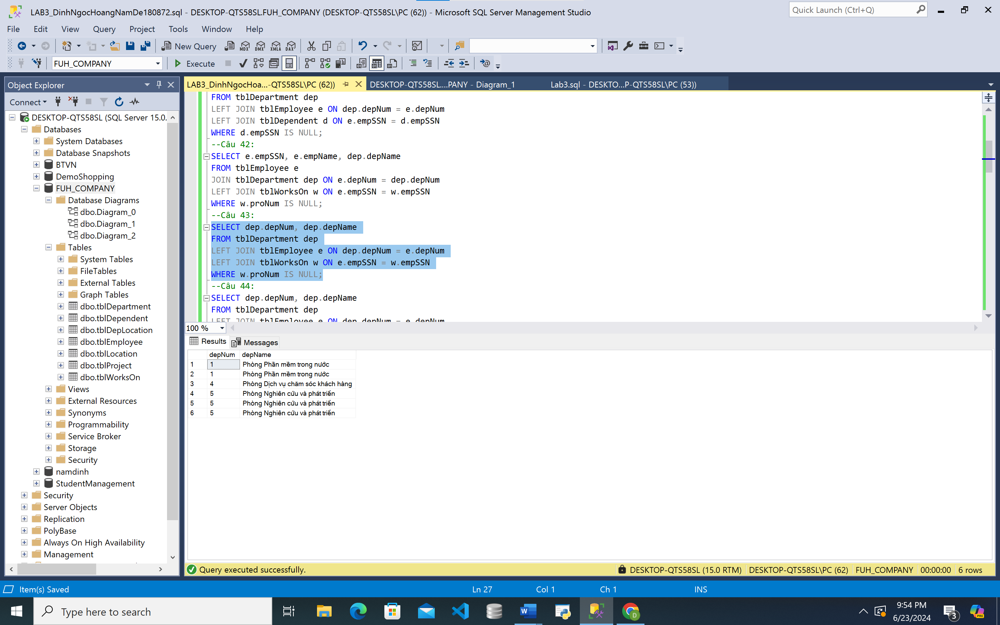 LAB3_DinhNgocHoangNamDe180872.sql - DESKTOP-QTS58SL.FUH_COMPANY (DESKTOP-QTS58SL\PC (62)) - Microsoft SQL Server Management Studio
Quick Launch (Ctrl+Q)
File Edit View Query Project Tools Window Help
New Query MDX DMX XMLA DAX
FUH_COMPANY Execute
Object Explorer
Connect
DESKTOP-QTS58SL (SQL Server 15.0.
Databases
System Databases
Database Snapshots
BTVN
DemoShopping
FUH_COMPANY
Database Diagrams
dbo.Diagram_0
dbo.Diagram_1
dbo.Diagram_2
Tables
System Tables
FileTables
External Tables
Graph Tables
dbo.tblDepartment
dbo.tblDependent
dbo.tblDepLocation
dbo.tblEmployee
dbo.tblLocation
dbo.tblProject
dbo.tblWorksOn
Views
External Resources
Synonyms
Programmability
Service Broker
Storage
Security
namdinh
StudentManagement
Security
Server Objects
Replication
PolyBase
Always On High Availability
Management
LAB3_DinhNgocHoa...-QTS58SL\PC (62)) DESKTOP-QTS58SL....PANY - Diagram_1 Lab3.sql - DESKTO...P-QTS58SL\PC (53))
FROM tblDepartment dep
LEFT JOIN tblEmployee e ON dep.depNum = e.depNum
LEFT JOIN tblDependent d ON e.empSSN = d.empSSN
WHERE d.empSSN IS NULL;
--Câu 42:
SELECT e.empSSN, e.empName, dep.depName
FROM tblEmployee e
JOIN tblDepartment dep ON e.depNum = dep.depNum
LEFT JOIN tblWorksOn w ON e.empSSN = w.empSSN
WHERE w.proNum IS NULL;
--Câu 43:
SELECT dep.depNum, dep.depName
FROM tblDepartment dep
LEFT JOIN tblEmployee e ON dep.depNum = e.depNum
LEFT JOIN tblWorksOn w ON e.empSSN = w.empSSN
WHERE w.proNum IS NULL;
--Câu 44:
SELECT dep.depNum, dep.depName
FROM tblDepartment dep
LEFT JOIN tblEmployee e ON dep.depNum = e.depNum
100 %
Results Messages
depNum depName
1 1 Phòng Phần mềm trong nước
2 1 Phòng Phần mềm trong nước
3 4 Phòng Dịch vụ chăm sóc khách hàng
4 5 Phòng Nghiên cứu và phát triển
5 5 Phòng Nghiên cứu và phát triển
6 5 Phòng Nghiên cứu và phát triển
Query executed successfully. DESKTOP-QTS58SL (15.0 RTM) DESKTOP-QTS58SL\PC (62) FUH_COMPANY 00:00:00 6 rows
Item(s) Saved Ln 27 Col 1 Ch 1 INS
Type here to search
9:54 PM
6/23/2024
3
PRE